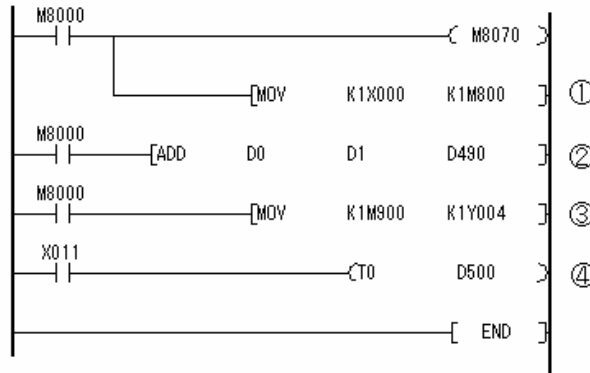 M8000
M8070
MOV K1X000 K1M800 ①
M8000
ADD D0 D1 D490 ②
M8000
MOV K1M900 K1Y004 ③
X011
T0 D500 ④
END